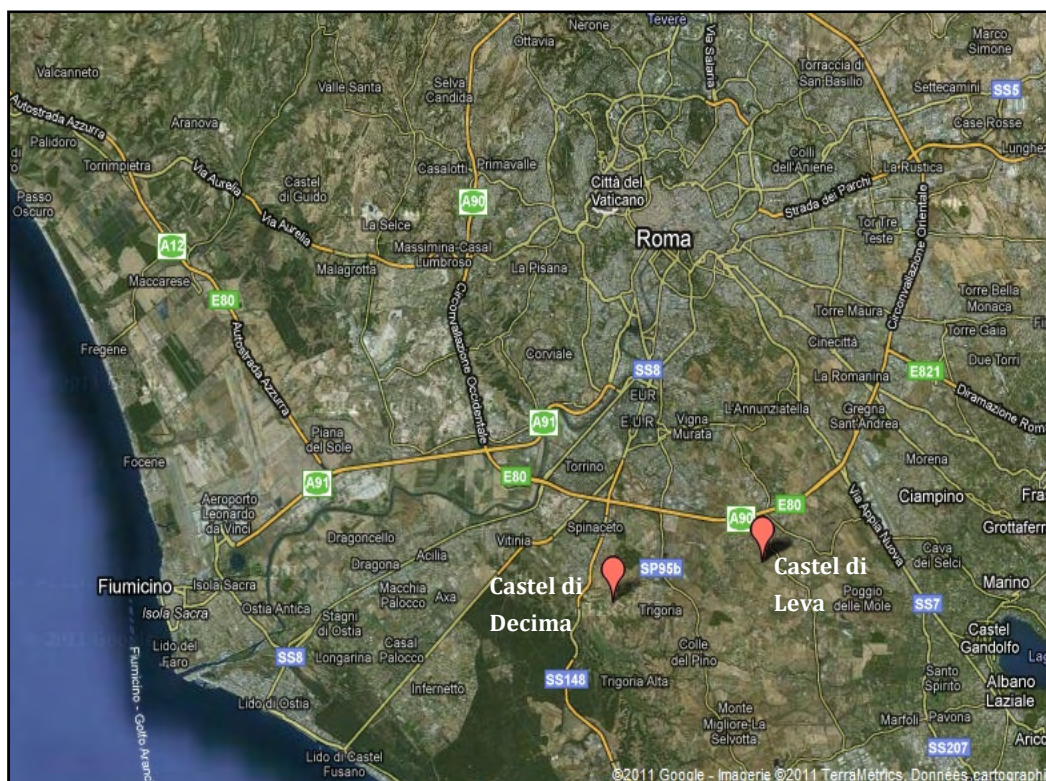 Tevere
Nerone
Ottavia
Via Salaria
Marco
Simone
Valcanneto
Valle Santa
Selva
Candida
Torraccia di
San Basilio
Settecamini
SS5
Autostrada Azzurra
Palidoro
Aranova
Case Rosse
Torrimpietra
Casalotti
Primavalle
Colli
dell'Aniene
La Rustica
Passo
Oscuro
Via Aurelia
Castel
di Guido
A90
Città del
Vaticano
Strada dei Parchi
Via Aurelia
La Selce
Tor Tre
Teste
Roma
A12
Massimina-Casal
Lumbroso
Malagrotta
La Pisana
Circonvallazione Orientale
Maccarese
E80
Torre Bella
Monaca
Torre Maura
Torre Gaia
Fregene
Autostrada Azzurra
Circonvallazione Occidentale
Corviale
Cinecittà
Due Torri
SS8
La Romanina
E821
EUR
E.U.R
Vigna
Murata
L'Annunziatella
Gregna
Sant'Andrea
A91
Piana
del Sole
Focene
Torrino
Morena
A91
E80
Ciampino
Aeroporto
Leonardo
da Vinci
A90
E80
Via Appia Nuova
Spinaceto
Dragoncello
Vitinia
Acilia
Dragona
SP95b
Castel di
Leva
Cava
dei Selci
Marino
Fiumicino
Isola Sacra
Isola Sacra
Macchia
Palocco
Axa
Castel di
Decima
Trigoria
Poggio
delle Mole
SS7
Ostia Antica
Stagni
di Ostia
Lido del
Faro
SS8
Longarina
Casal
Palocco
Colle
del Pino
Castel
Gandolfo
Infernetto
SS148
Trigoria Alta
Santo
Spirito
Albano
Laziale
Lido di Ostia
Monte
Migliore-La
Selvotta
Marfoli
Pavona
SS207
Lido di Castel
Fusano
©2011 Google - Imagerie ©2011 TerraMetrics, Données cartograph